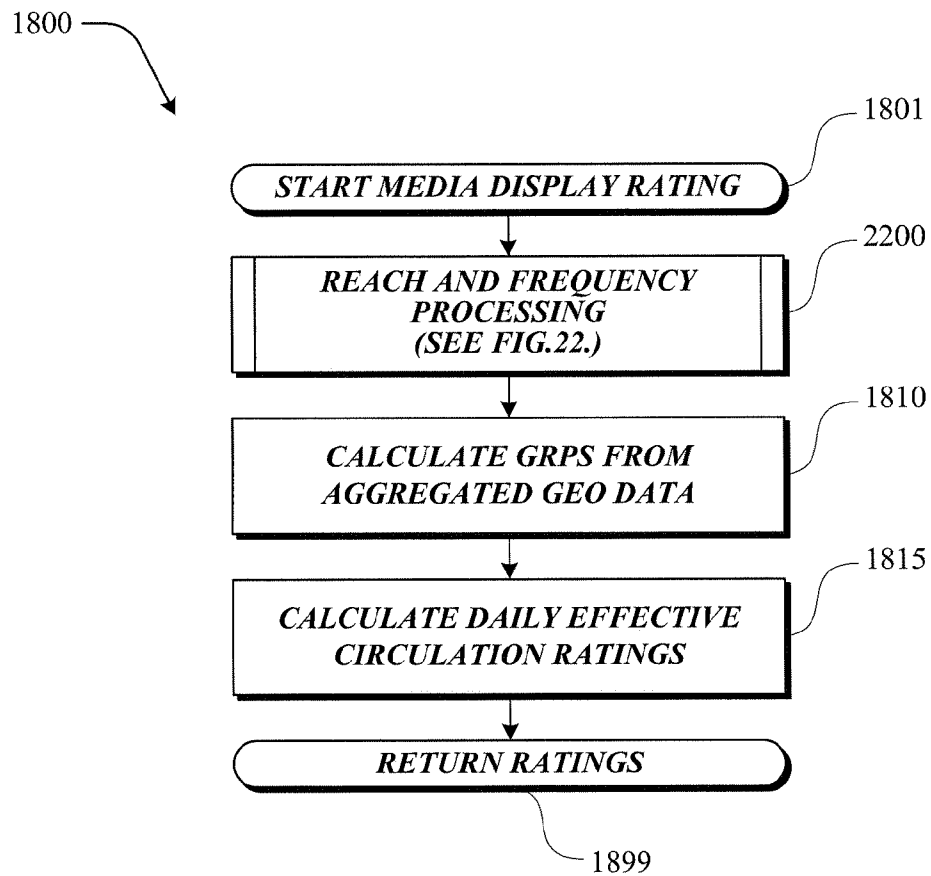 1800
1801
START MEDIA DISPLAY RATING
2200
REACH AND FREQUENCY
PROCESSING
(SEE FIG.22.)
1810
CALCULATE GRPS FROM
AGGREGATED GEO DATA
1815
CALCULATE DAILY EFFECTIVE
CIRCULATION RATINGS
RETURN RATINGS
1899